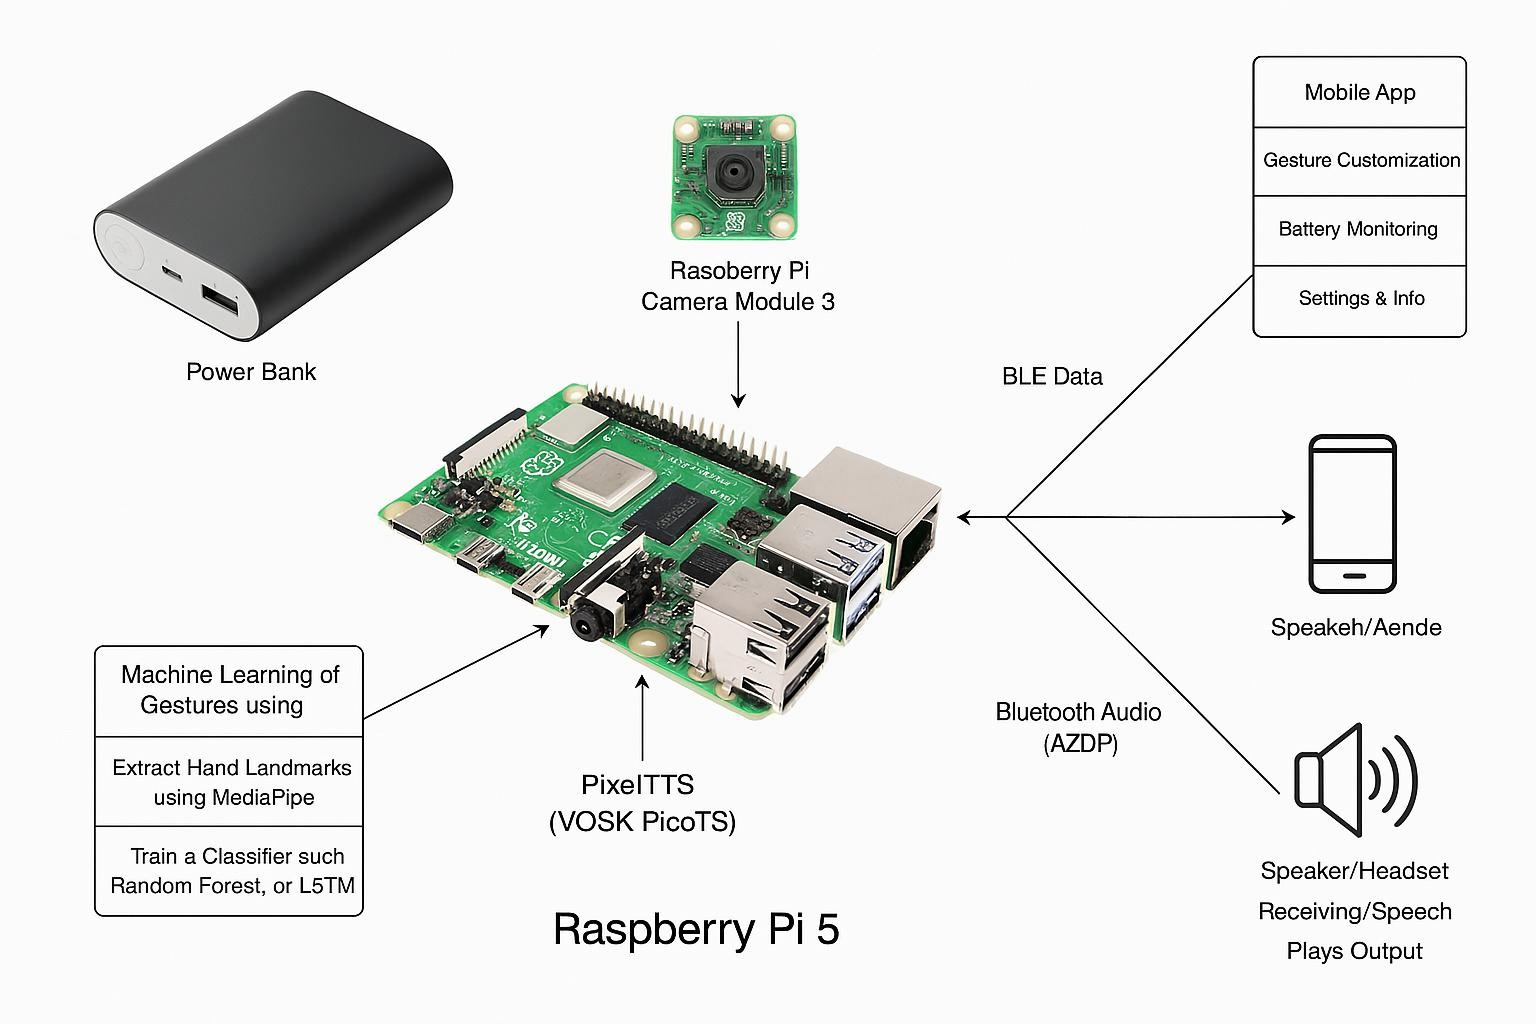 Power Bank
Rasoberry Pi
Camera Module 3
Mobile App
Gesture Customization
Battery Monitoring
Settings & Info
BLE Data
Speakeh/Aende
Machine Learning of
Gestures using
Extract Hand Landmarks
using MediaPipe
Train a Classifier such
Random Forest, or L5TM
PixelTTS
(VOSK PicoTS)
Bluetooth Audio
(AZDP)
Speaker/Headset
Receiving/Speech
Plays Output
Raspberry Pi 5